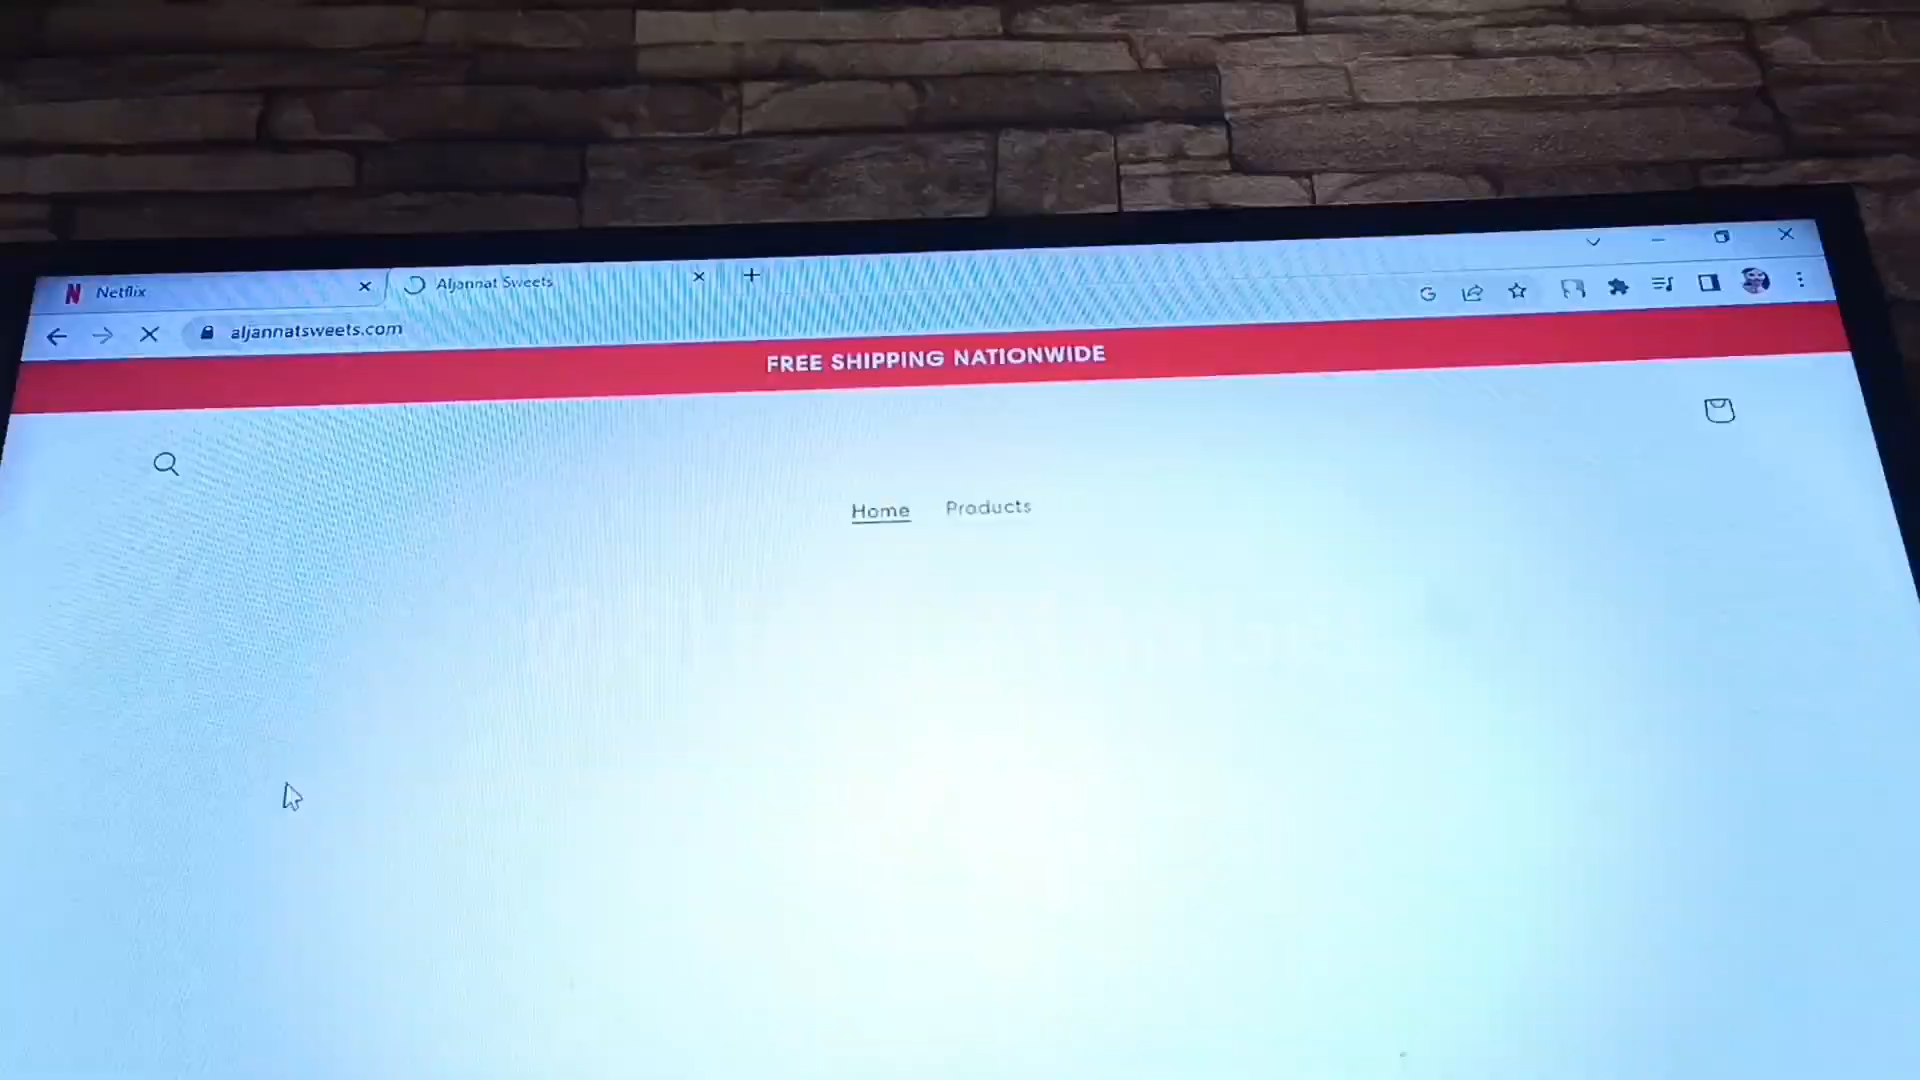 Netflix
Aljannat Sweets
aljannatsweets.com
FREE SHIPPING NATIONWIDE
Home Products